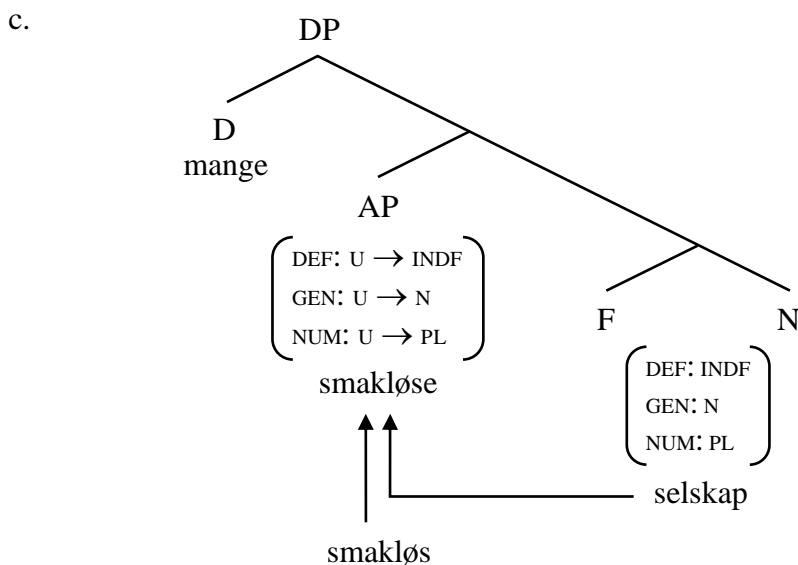 c.
DP
D
mange
AP
DEF: U → INDF
GEN: U → N
NUM: U → PL
smakløse
F
N
DEF: INDF
GEN: N
NUM: PL
selskap
smakløs